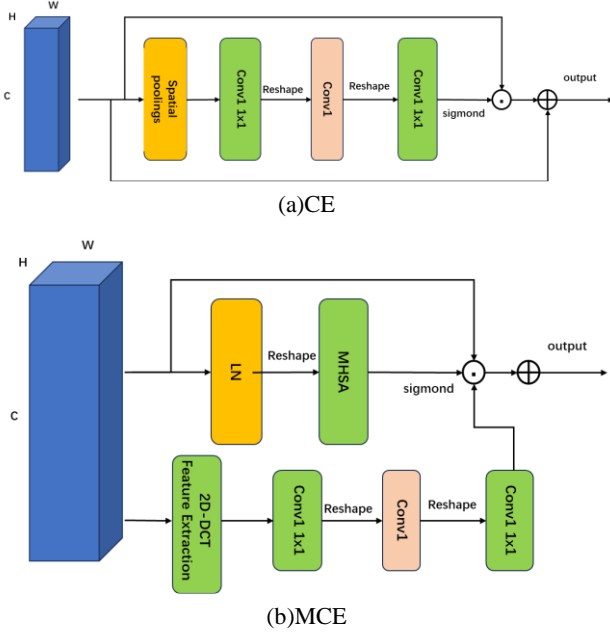 H
W
C
Spatial
poolings
Conv1 1x1
Reshape
Conv1
Reshape
Conv1 1x1
sigmond
output
(a)CE
H
W
C
LN
Reshape
MHSA
sigmond
output
2D-DCT
Feature Extraction
Conv1 1x1
Reshape
Conv1
Reshape
Conv1 1x1
(b)MCE